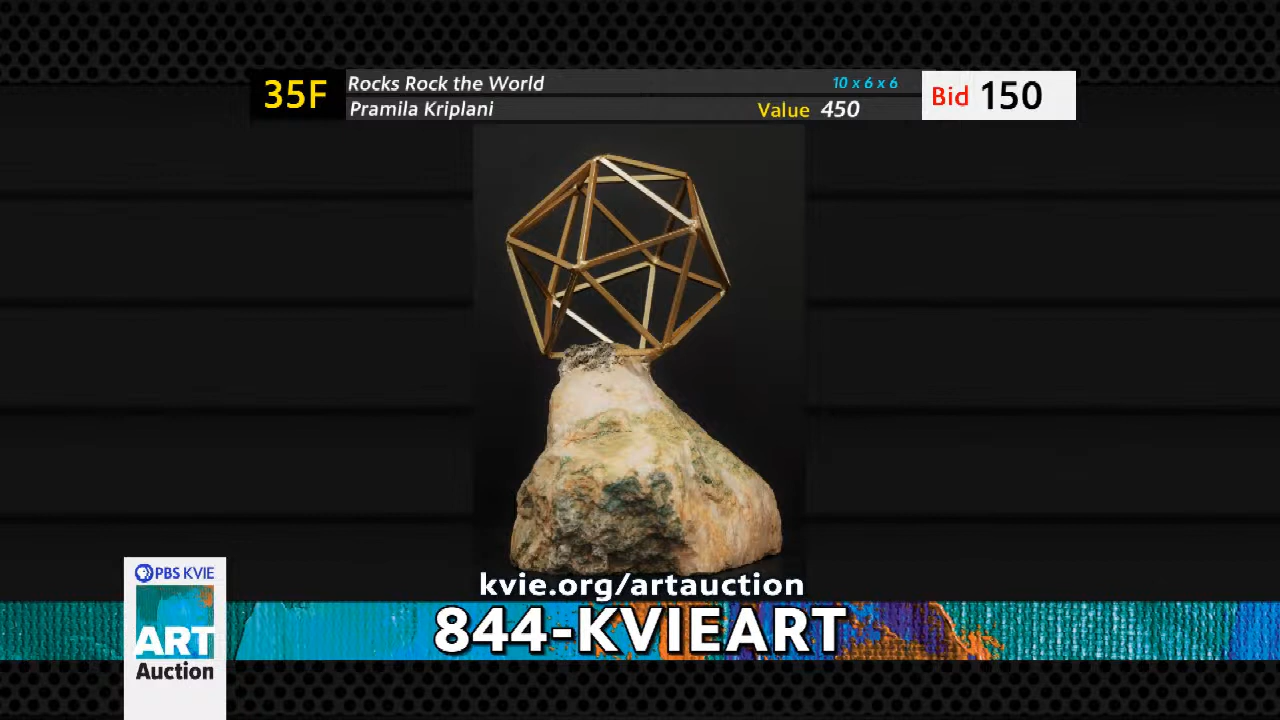 35F
Rocks Rock the World
10 x 6 x 6
Pramila Kriplani
Value 450
Bid 150
kvie.org/artauction
844-KVIEART
PBS KVIE
ART
Auction